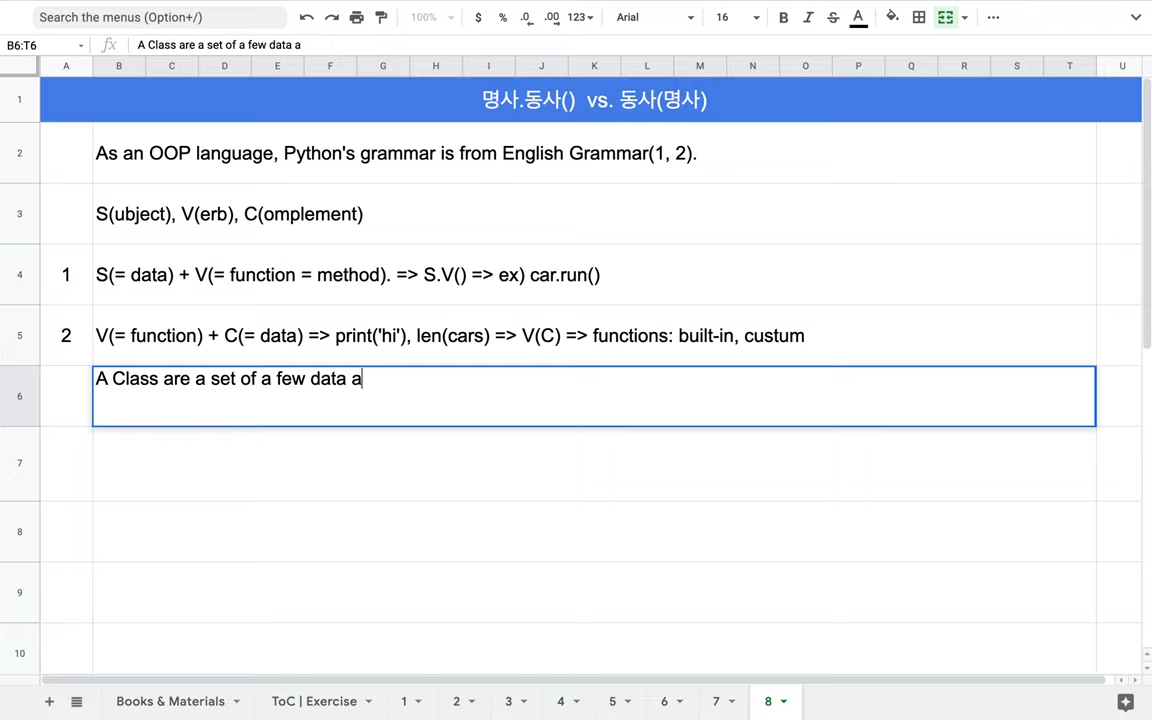 Search the menus (Option+/)
100%
$ % .0 .00 123
Arial
16
B I S A
B6:T6
fx A Class are a set of a few data a
A B C D E F G H I J K L M N O P Q R S T U
1 명사.동사() vs. 동사(명사)
2 As an OOP language, Python's grammar is from English Grammar(1, 2).
3 S(ubject), V(erb), C(omplement)
4 1 S(= data) + V(= function = method). => S.V() => ex) car.run()
5 2 V(= function) + C(= data) => print('hi'), len(cars) => V(C) => functions: built-in, custum
6 A Class are a set of a few data a
7
8
9
10
Books & Materials ToC | Exercise 1 2 3 4 5 6 7 8